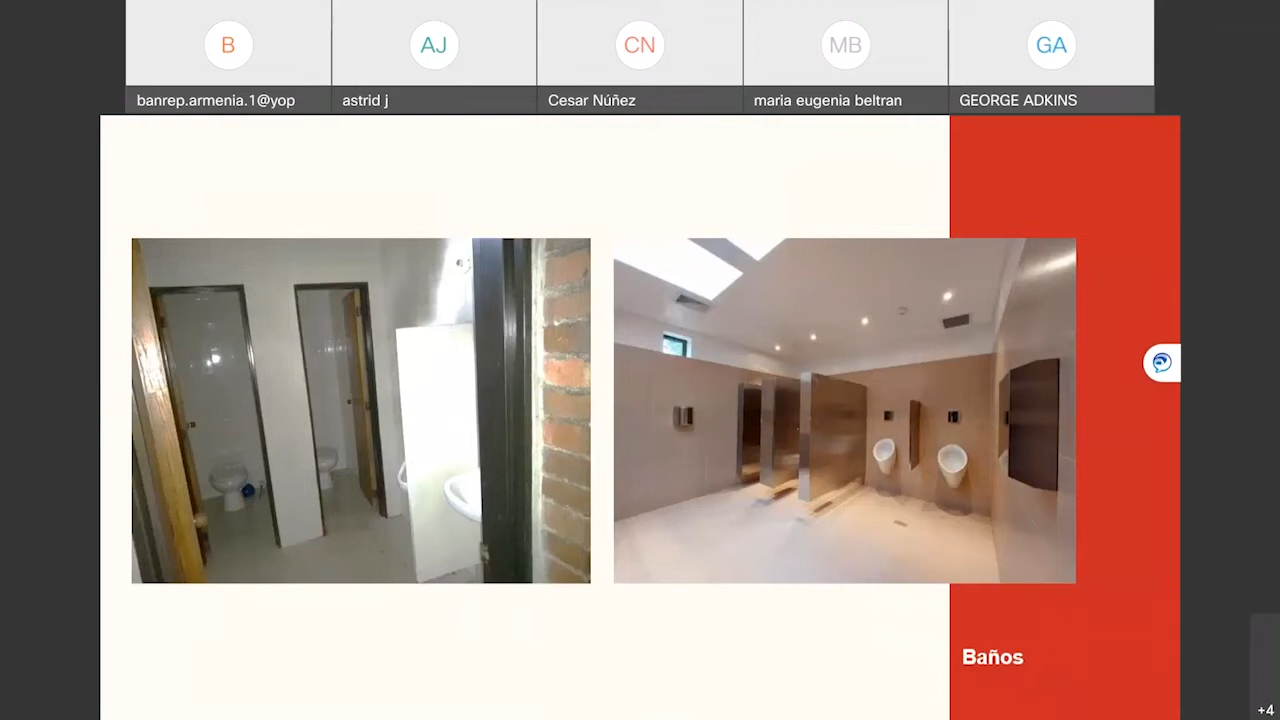 B
AJ
CN
MB
GA
banrep.armenia.1@yop
astrid j
Cesar Núñez
maria eugenia beltran
GEORGE ADKINS
Baños
+4